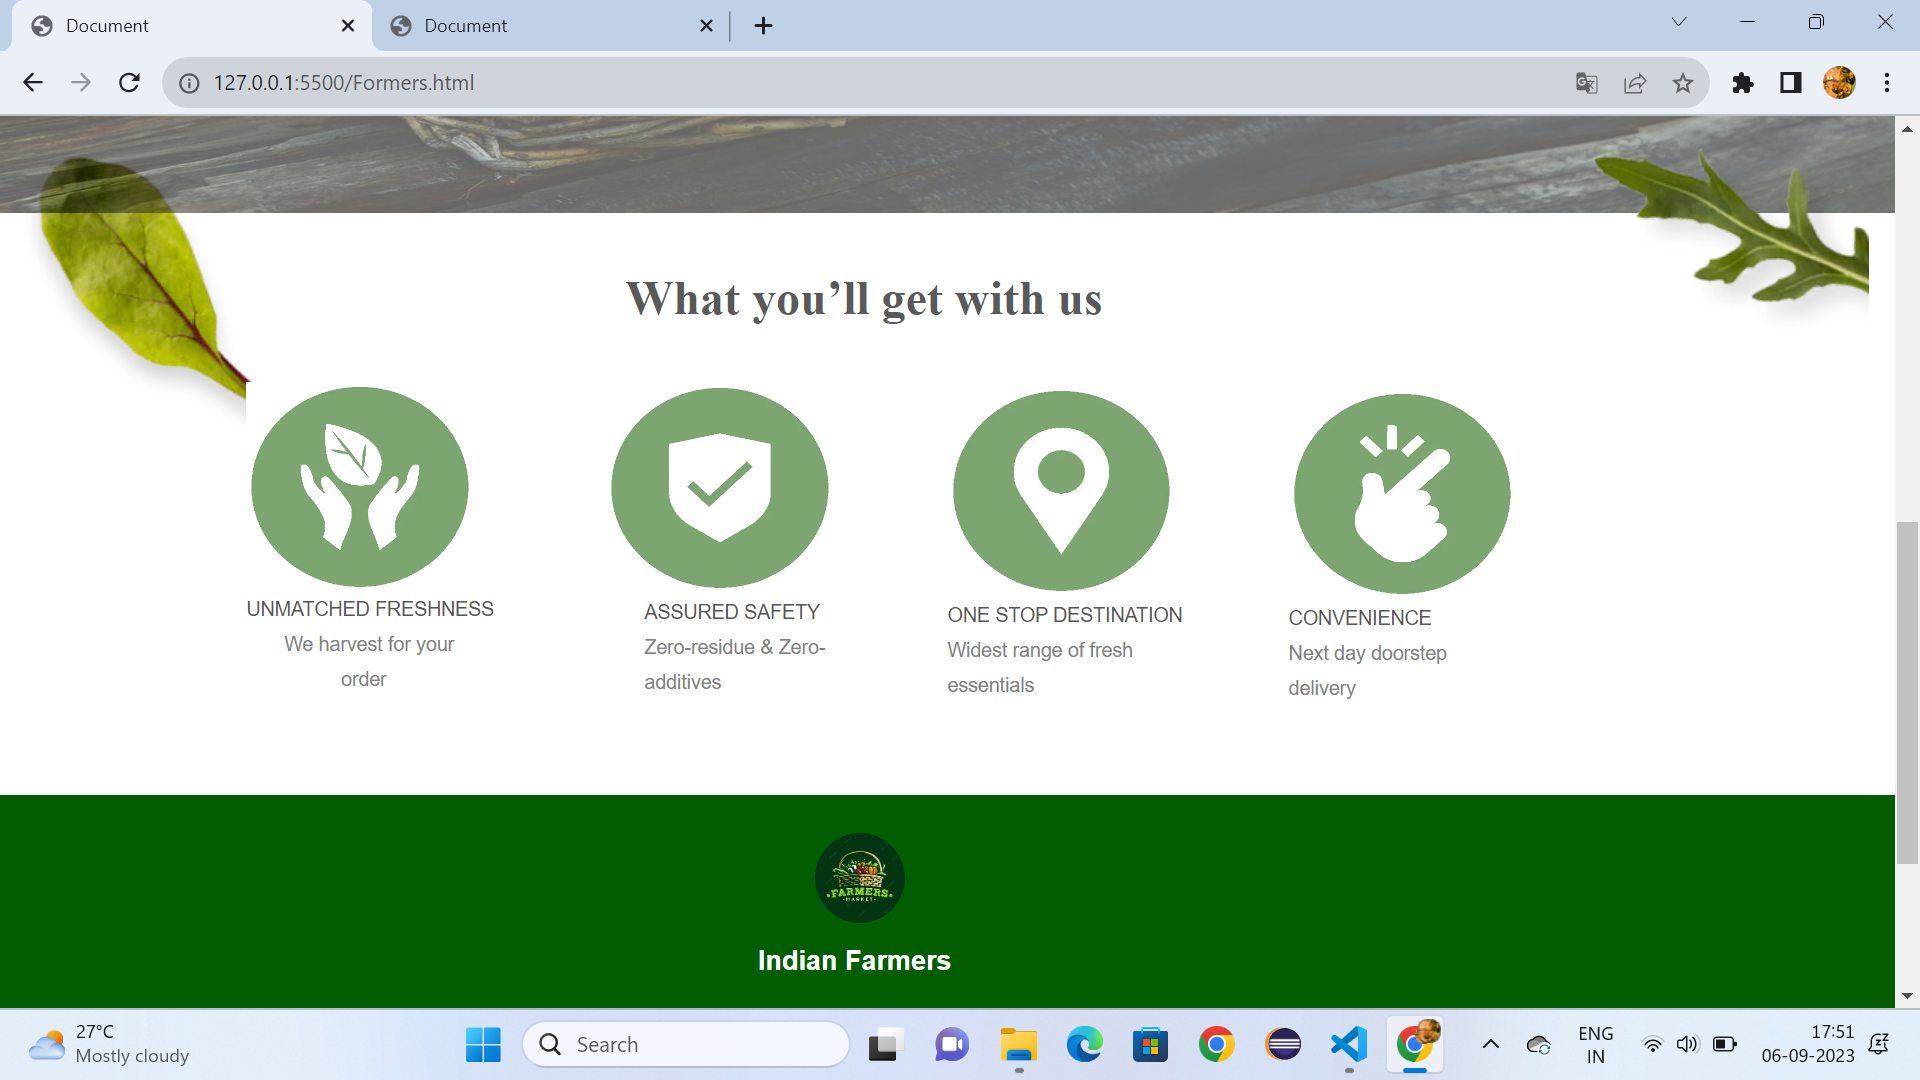 Document
Document
127.0.0.1:5500/Formers.html
What you’ll get with us
UNMATCHED FRESHNESS
We harvest for your
order
ASSURED SAFETY
Zero-residue & Zero-
additives
ONE STOP DESTINATION
Widest range of fresh
essentials
CONVENIENCE
Next day doorstep
delivery
FARMERS
-MARKET-
Indian Farmers
27°C
Mostly cloudy
Search
ENG
IN
17:51
06-09-2023